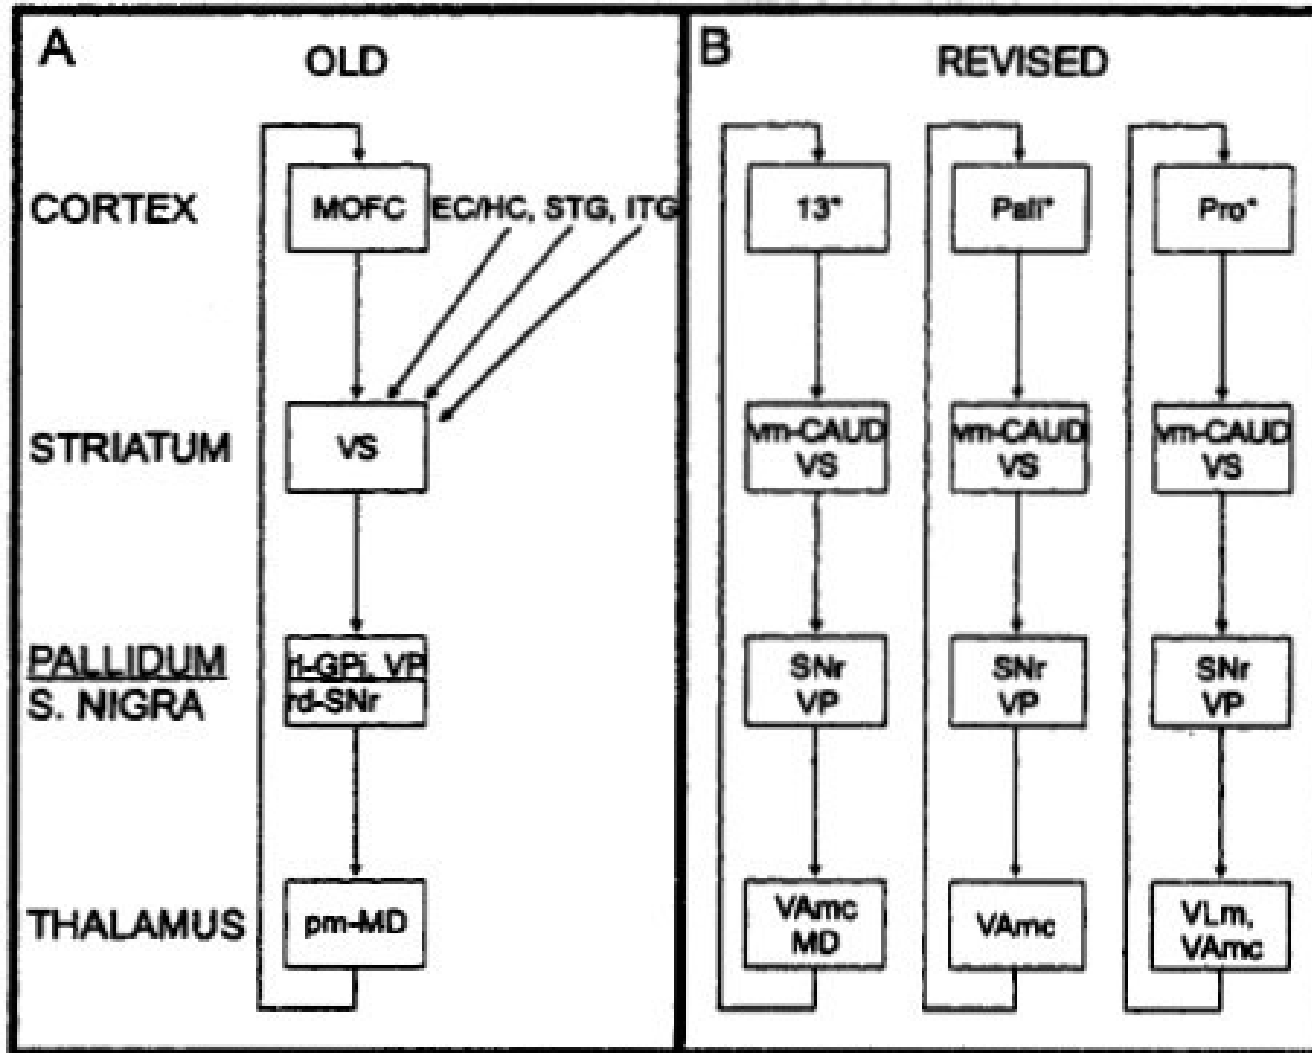 A
OLD
CORTEX
MOFC
EC/HC, STG, ITG
STRIATUM
VS
PALLIDUM
S. NIGRA
rl-GPi, VP
rd-SNr
THALAMUS
pm-MD
B
REVISED
13*
Pall*
Pro*
vm-CAUD
VS
vm-CAUD
VS
vm-CAUD
VS
SNr
VP
SNr
VP
SNr
VP
VAmc
MD
VAmc
VLm,
VAmc